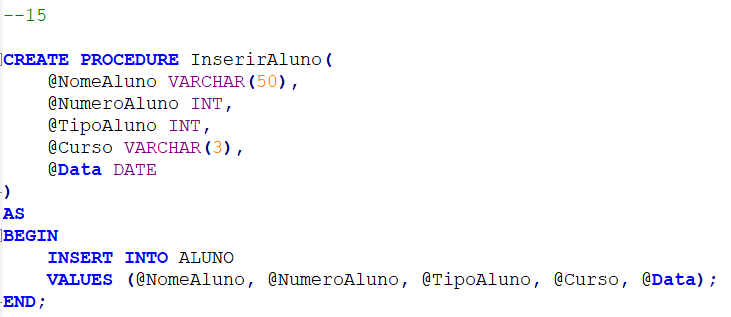 --15
CREATE PROCEDURE InserirAluno(
@NomeAluno VARCHAR(50),
@NumeroAluno INT,
@TipoAluno INT,
@Curso VARCHAR(3),
@Data DATE
)
AS
BEGIN
INSERT INTO ALUNO
VALUES (@NomeAluno, @NumeroAluno, @TipoAluno, @Curso, @Data);
END;